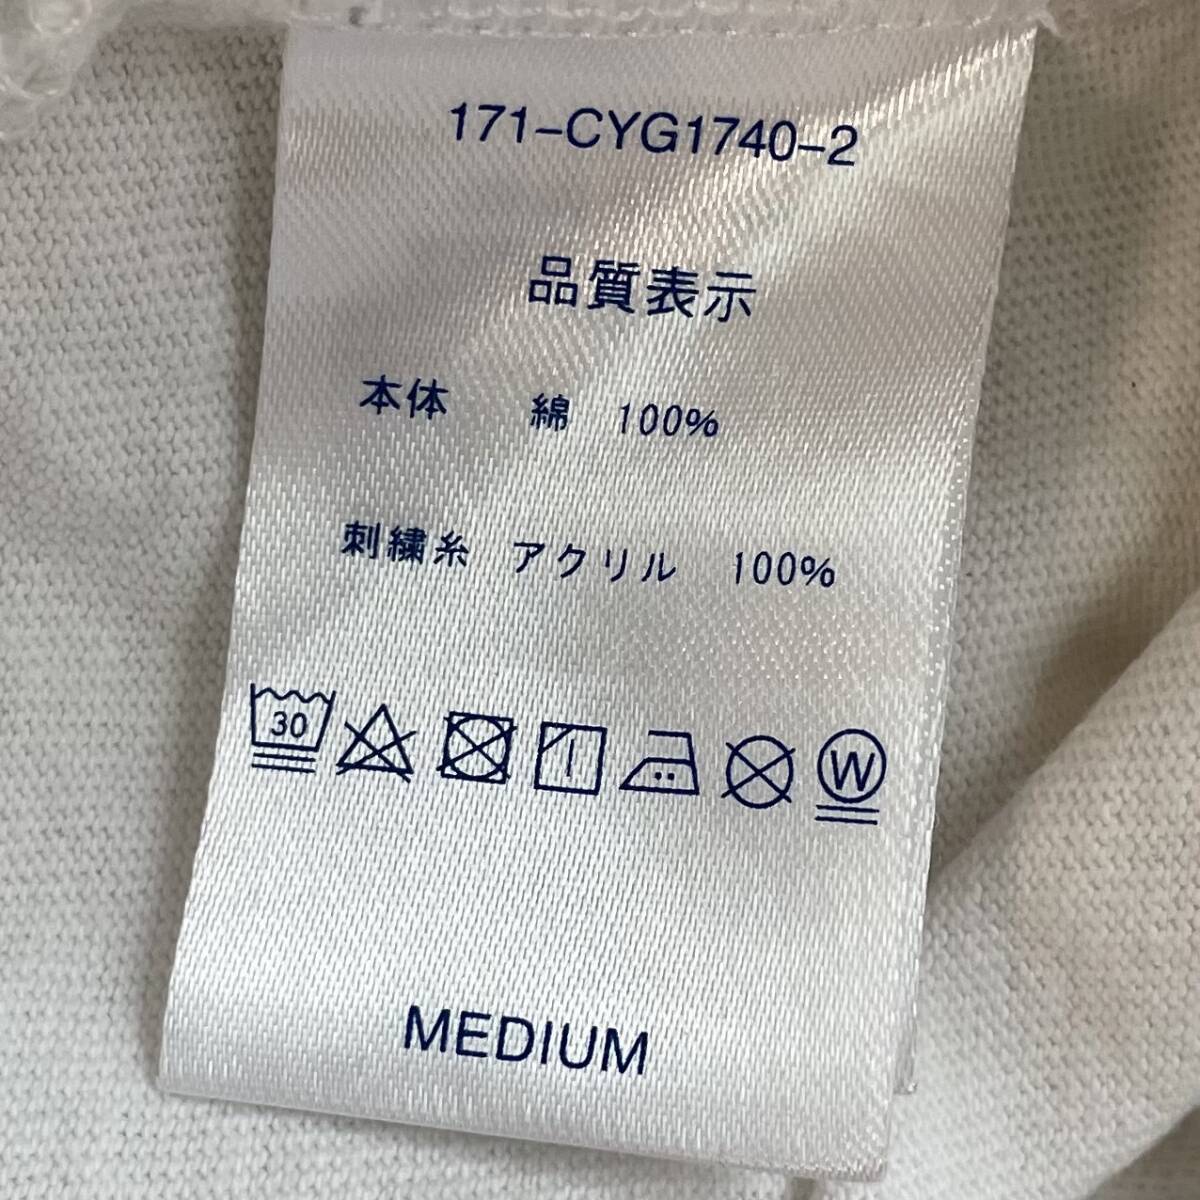 171-CYG1740-2
品質表示
本体 綿 100%
刺繍糸 アクリル 100%
30 W
MEDIUM